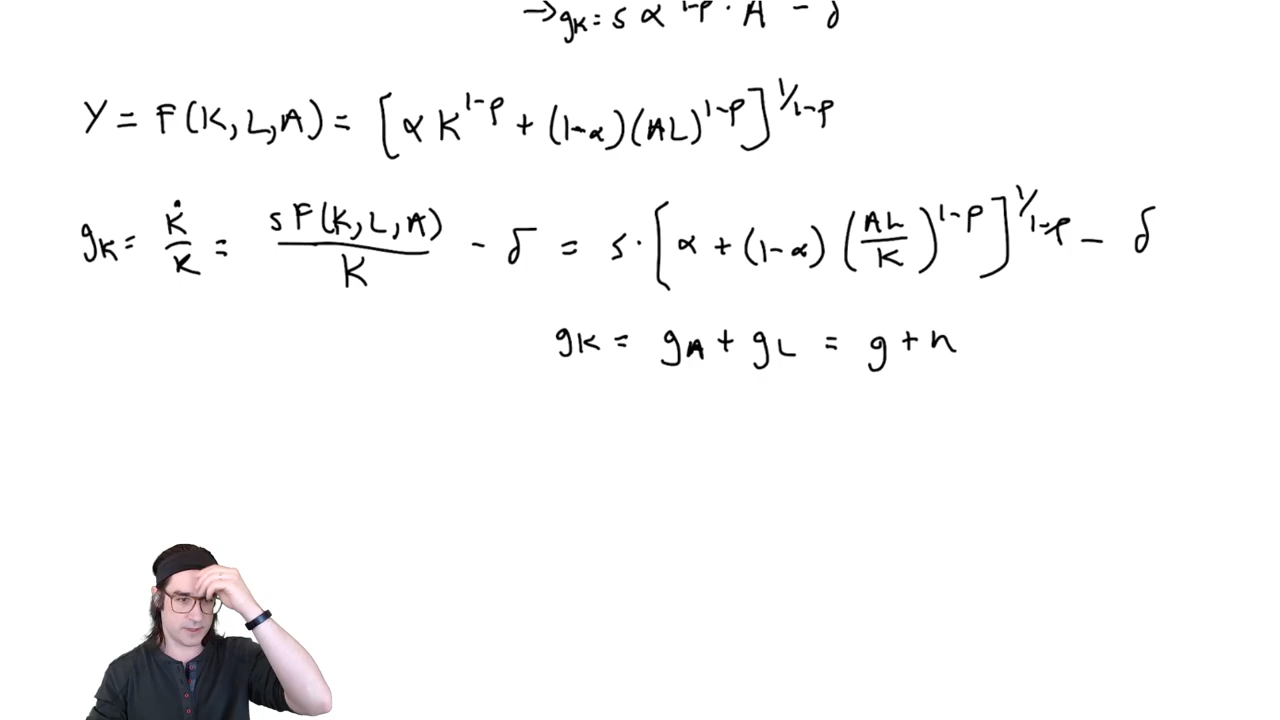 → gK = s α^1-ρ · A - δ
Y = F(K,L,A) = [α K^1-ρ + (1-α)(AL)^1-ρ]^1/1-ρ
gK = K̇/K = sF(K,L,A)/K - δ = s·[α + (1-α)(AL/K)^1-ρ]^1/1-ρ - δ
gK = gA + gL = g + n